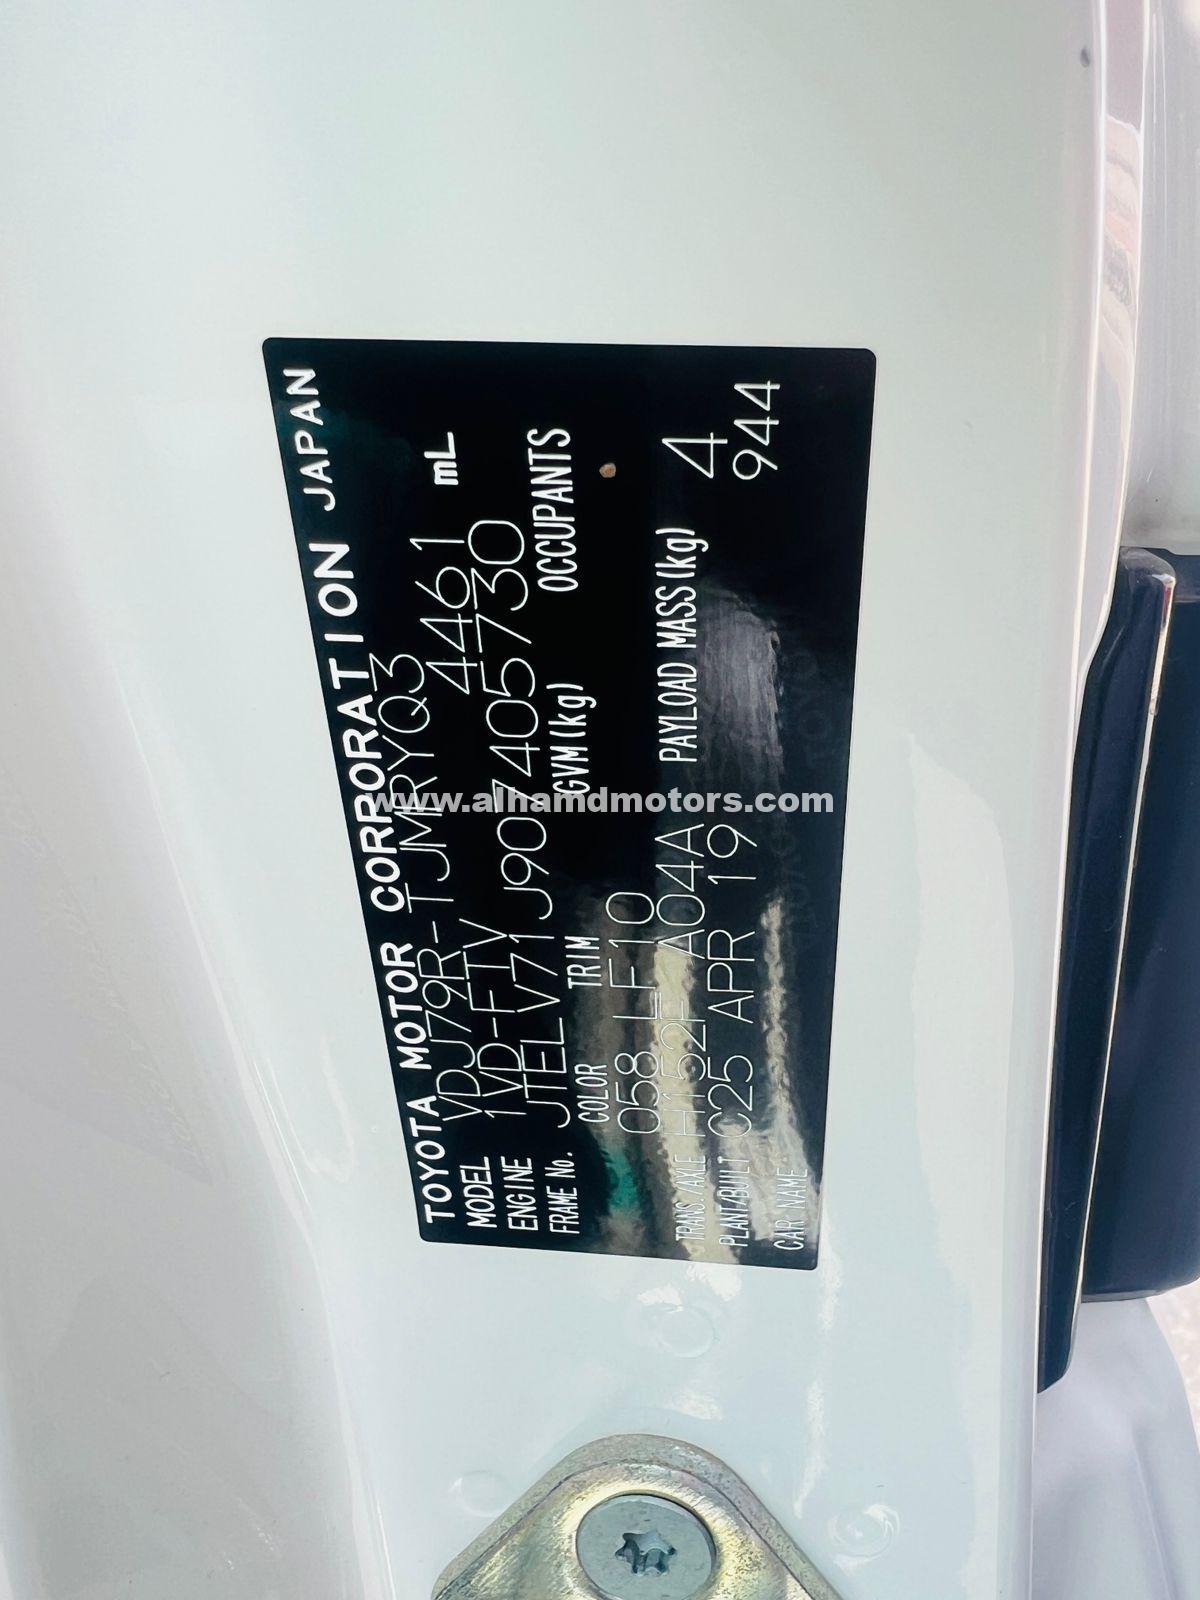 TOYOTA MOTOR CORPORATION JAPAN
MODEL VDJ79R-TJMRYQ3
ENGINE 1VD-FTV 4461 mL
FRAME No. JTELV71J907405730
COLOR TRIM GVM(kg) OCCUPANTS
058 LF10 4
TRANS./AXLE H152F A04A PAYLOAD MASS(kg) 944
PLANT/BUILT C25 APR 19
CAR NAME
www.alhamdmotors.com